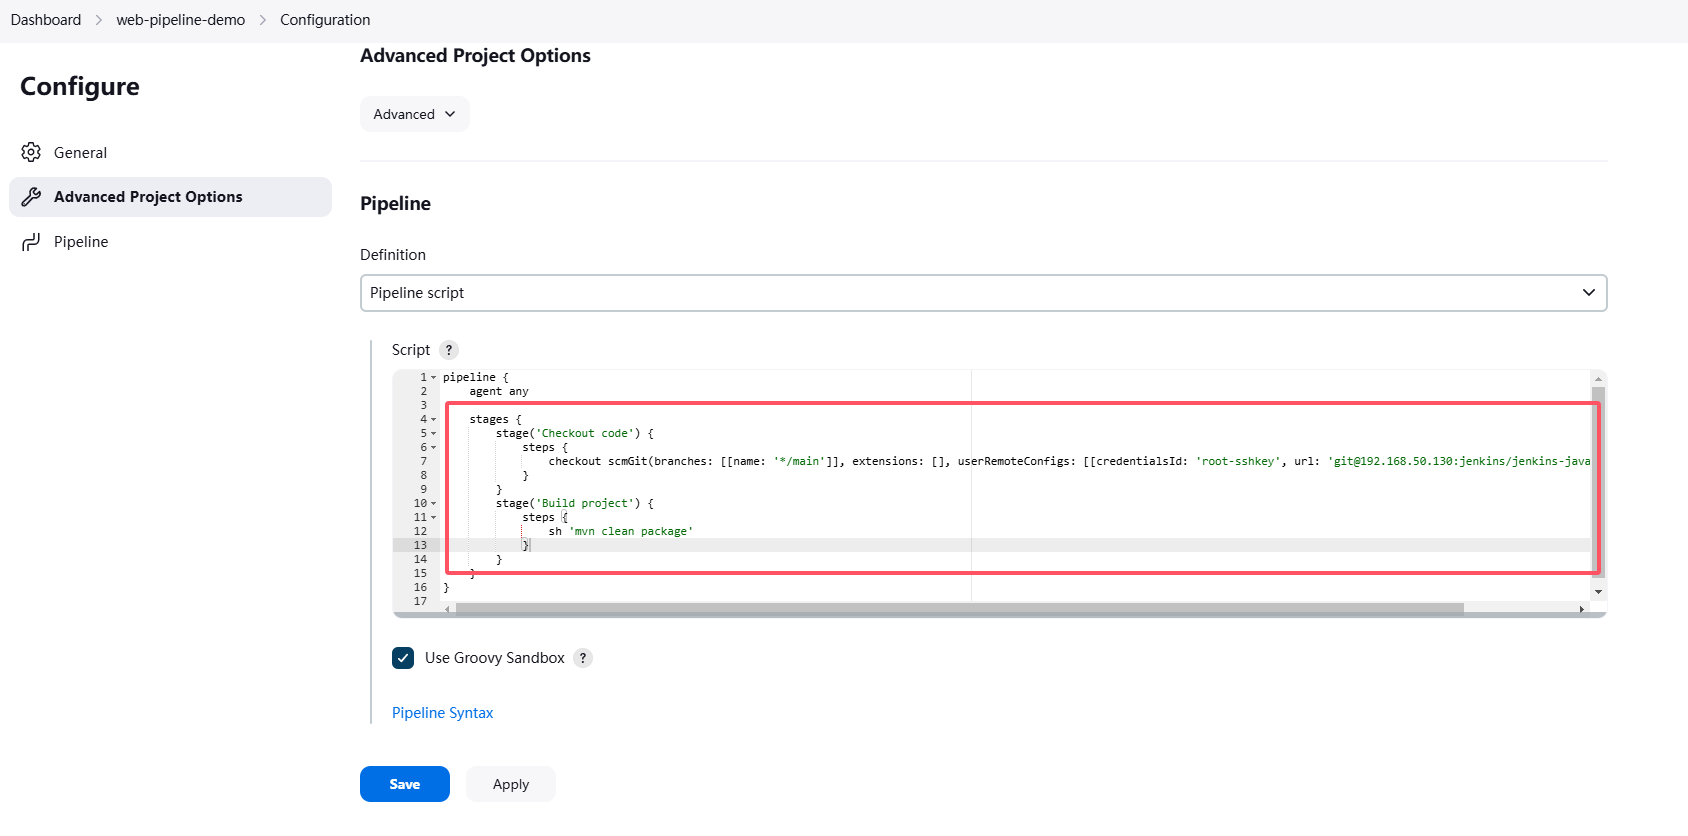 Dashboard > web-pipeline-demo > Configuration
Configure
General
Advanced Project Options
Pipeline
Advanced Project Options
Advanced
Pipeline
Definition
Pipeline script
Script ?
1 pipeline {
2     agent any
3
4     stages {
5         stage('Checkout code') {
6             steps {
7                 checkout scmGit(branches: [[name: '*/main']], extensions: [], userRemoteConfigs: [[credentialsId: 'root-sshkey', url: 'git@192.168.50.130:jenkins/jenkins-java
8             }
9         }
10         stage('Build project') {
11             steps {
12                 sh 'mvn clean package'
13             }
14         }
15     }
16 }
17
Use Groovy Sandbox ?
Pipeline Syntax
Save
Apply